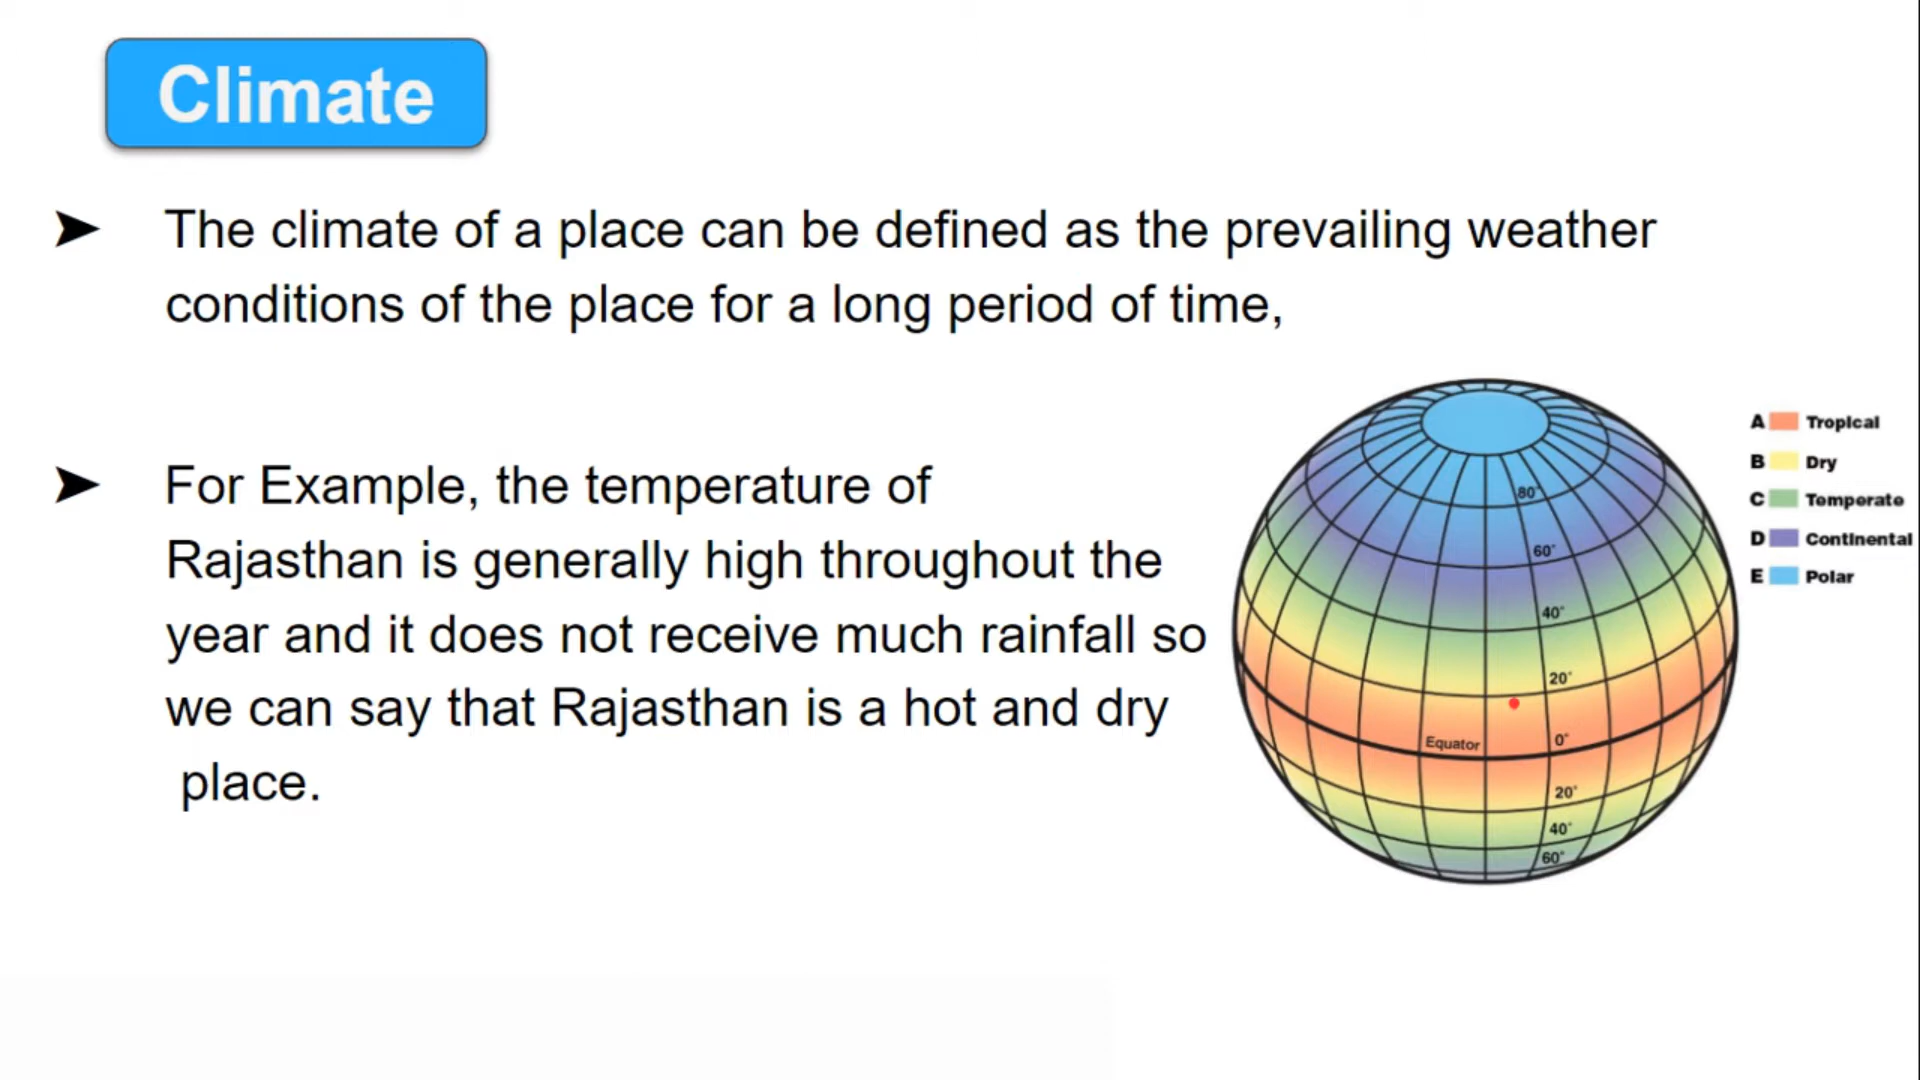 Climate
➤ The climate of a place can be defined as the prevailing weather
conditions of the place for a long period of time,
➤ For Example, the temperature of
Rajasthan is generally high throughout the
year and it does not receive much rainfall so
we can say that Rajasthan is a hot and dry
place.
A Tropical
B Dry
C Temperate
D Continental
E Polar
80°
60°
40°
20°
Equator 0°
20°
40°
60°